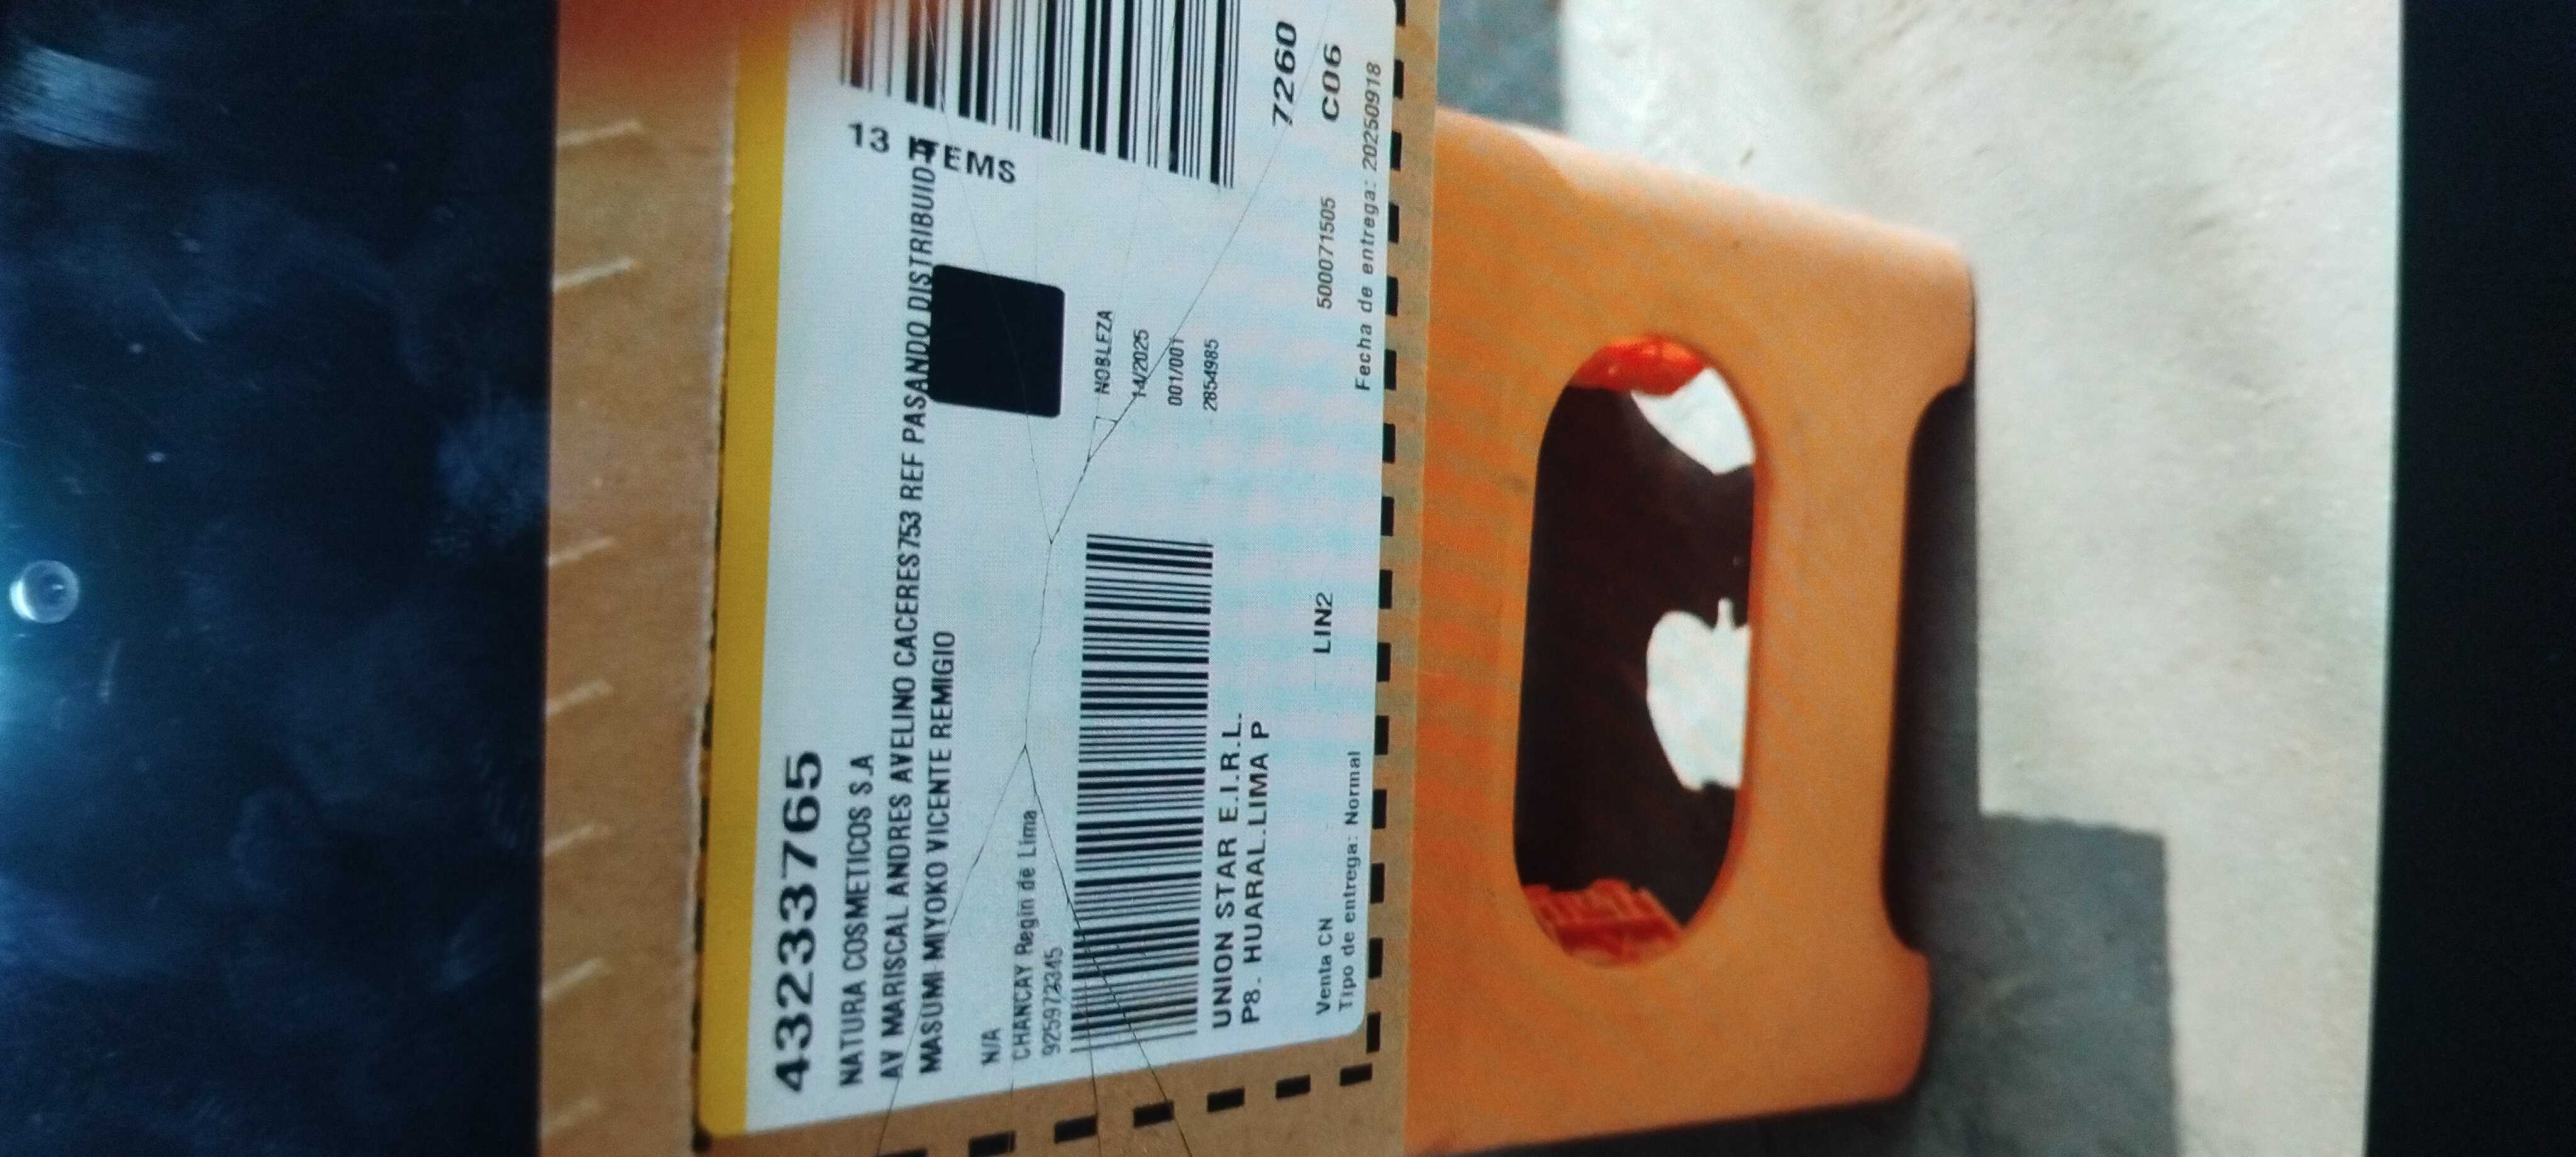 43233765
13 ITEMS
NATURA COSMETICOS S.A
AV MARISCAL ANDRES AVELINO CACERES753 REF PASANDO DISTRIBUID
MASUMI MIYOKO VICENTE REMIGIO
N/A
CHANCAY Regin de Lima
925972345
NOBLEZA
14/2025
001/001
2854985
UNION STAR E.I.R.L.
P8. HUARAL.LIMA P
7260
Venta CN
LIN2
500071505
C06
Tipo de entrega: Normal
Fecha de entrega: 20250918